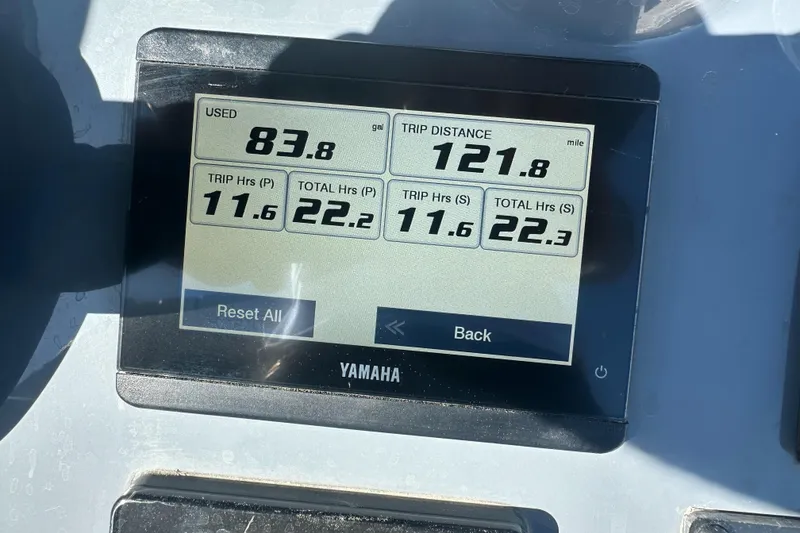 USED
gal
83.8
TRIP DISTANCE
mile
121.8
TRIP Hrs (P)
11.6
TOTAL Hrs (P)
22.2
TRIP Hrs (S)
11.6
TOTAL Hrs (S)
22.3
Reset All
Back
YAMAHA